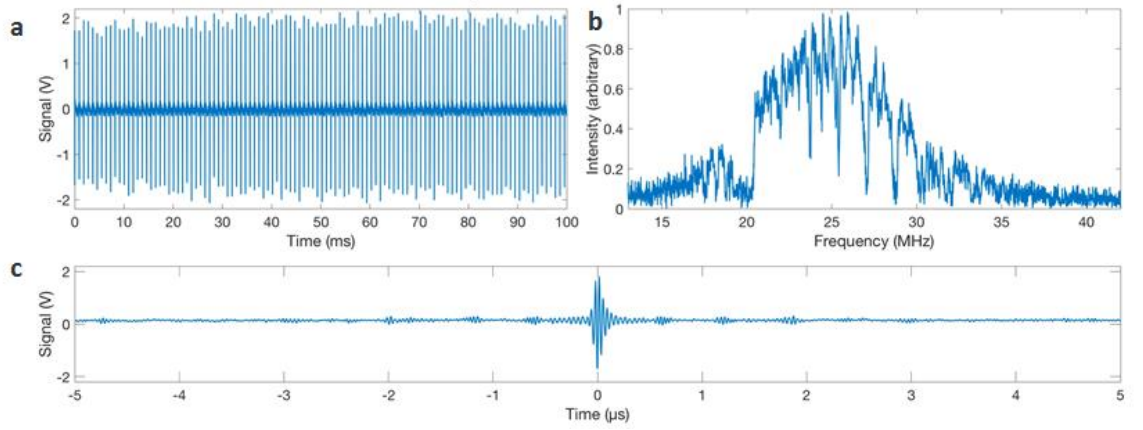 a
Signal (V)
2
1
0
-1
-2
0 10 20 30 40 50 60 70 80 90 100
Time (ms)
b
Intensity (arbitrary)
1
0.8
0.6
0.4
0.2
0
15 20 25 30 35 40
Frequency (MHz)
c
Signal (V)
2
0
-2
-5 -4 -3 -2 -1 0 1 2 3 4 5
Time (μs)